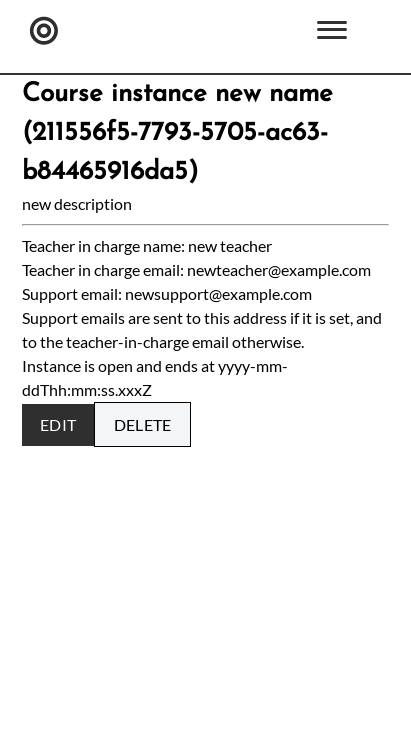 Course instance new name
(211556f5-7793-5705-ac63-
b84465916da5)
new description
Teacher in charge name: new teacher
Teacher in charge email: newteacher@example.com
Support email: newsupport@example.com
Support emails are sent to this address if it is set, and
to the teacher-in-charge email otherwise.
Instance is open and ends at yyyy-mm-
ddThh:mm:ss.xxxZ
EDIT DELETE